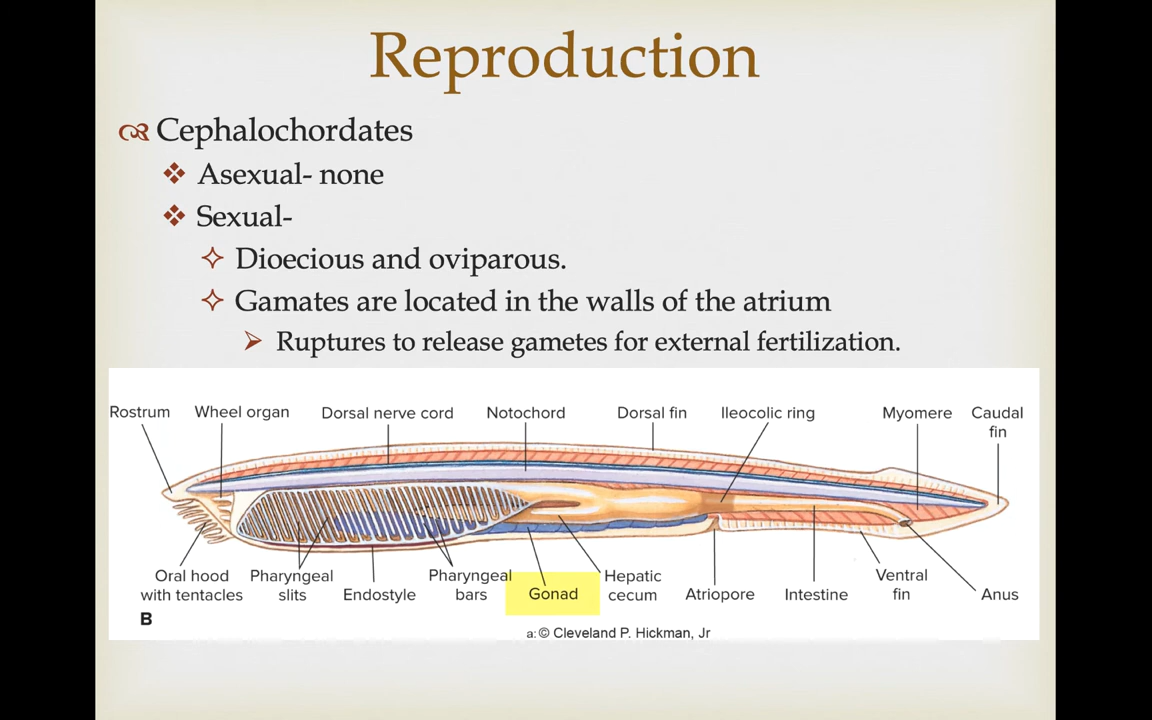 Reproduction
Cephalochordates
Asexual- none
Sexual-
Dioecious and oviparous.
Gamates are located in the walls of the atrium
Ruptures to release gametes for external fertilization.
Rostrum Wheel organ Dorsal nerve cord Notochord Dorsal fin Ileocolic ring Myomere Caudal
fin
Oral hood Pharyngeal Pharyngeal Hepatic Ventral
with tentacles slits Endostyle bars Gonad cecum Atriopore Intestine fin Anus
B
a: © Cleveland P. Hickman, Jr